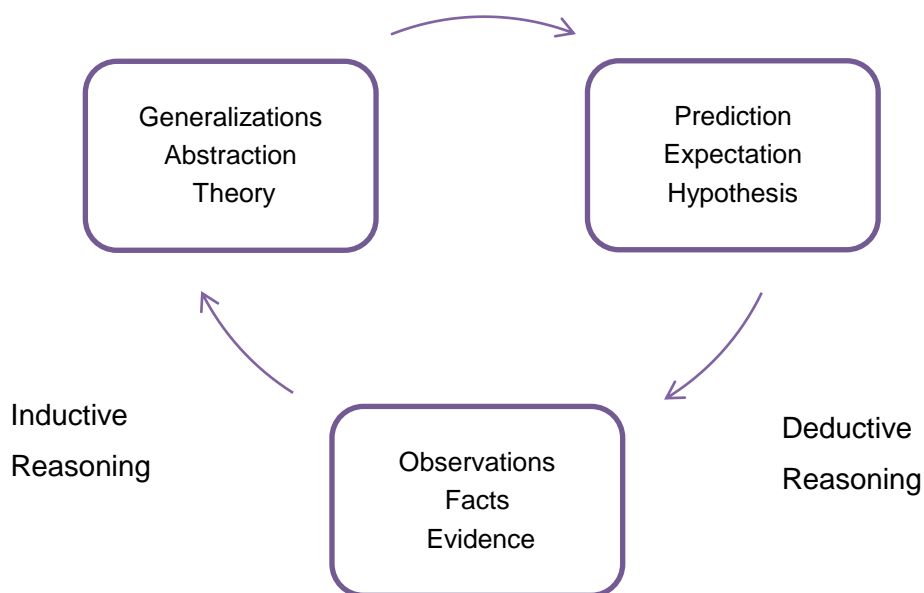 Generalizations
Abstraction
Theory
Prediction
Expectation
Hypothesis
Inductive
Reasoning
Deductive
Reasoning
Observations
Facts
Evidence